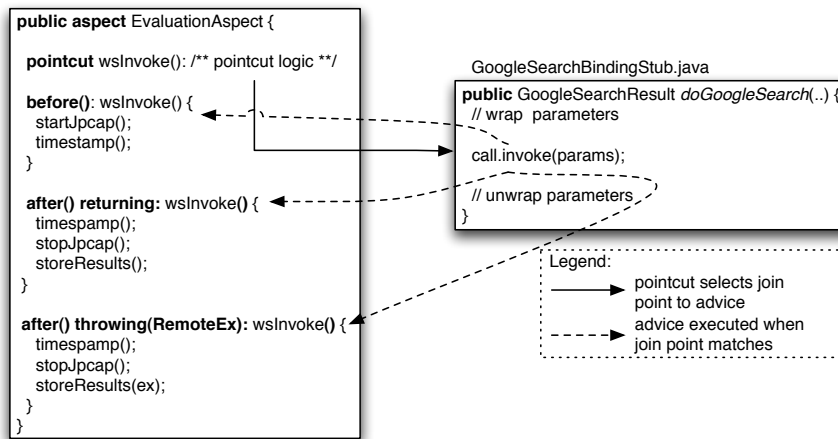 public aspect EvaluationAspect {
pointcut wsInvoke(): /** pointcut logic **/
before(): wsInvoke() {
startJpcap();
timestamp();
}
after() returning: wsInvoke() {
timespamp();
stopJpcap();
storeResults();
}
after() throwing(RemoteEx): wsInvoke() {
timespamp();
stopJpcap();
storeResults(ex);
}
}
GoogleSearchBindingStub.java
public GoogleSearchResult doGoogleSearch(..) {
// wrap parameters
call.invoke(params);
// unwrap parameters
}
Legend:
pointcut selects join
point to advice
advice executed when
join point matches